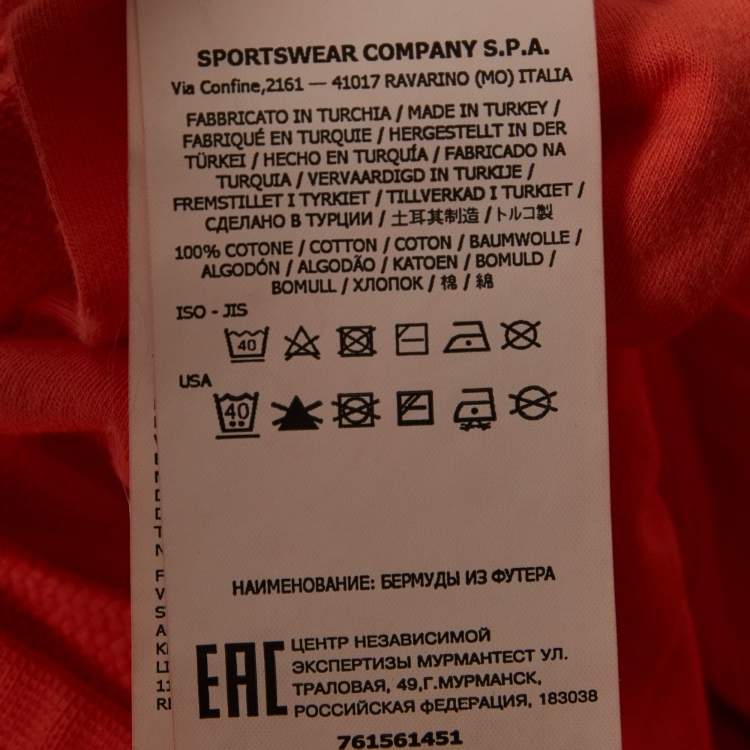 SPORTSWEAR COMPANY S.P.A.
Via Confine,2161 — 41017 RAVARINO (MO) ITALIA
FABBRICATO IN TURCHIA / MADE IN TURKEY /
FABRIQUÉ EN TURQUIE / HERGESTELLT IN DER
TÜRKEI / HECHO EN TURQUÍA / FABRICADO NA
TURQUIA / VERVAARDIGD IN TURKIJE /
FREMSTILLET I TYRKIET / TILLVERKAD I TURKIET /
СДЕЛАНО В ТУРЦИИ / 土耳其制造 / トルコ製
100% COTONE / COTTON / COTON / BAUMWOLLE /
ALGODÓN / ALGODÃO / KATOEN / BOMULD /
BOMULL / ХЛОПОК / 棉 / 綿
ISO - JIS
40
USA
40
НАИМЕНОВАНИЕ: БЕРМУДЫ ИЗ ФУТЕРА
EAC
ЦЕНТР НЕЗАВИСИМОЙ
ЭКСПЕРТИЗЫ МУРМАНТЕСТ УЛ.
ТРАЛОВАЯ, 49,Г.МУРМАНСК,
РОССИЙСКАЯ ФЕДЕРАЦИЯ, 183038
761561451